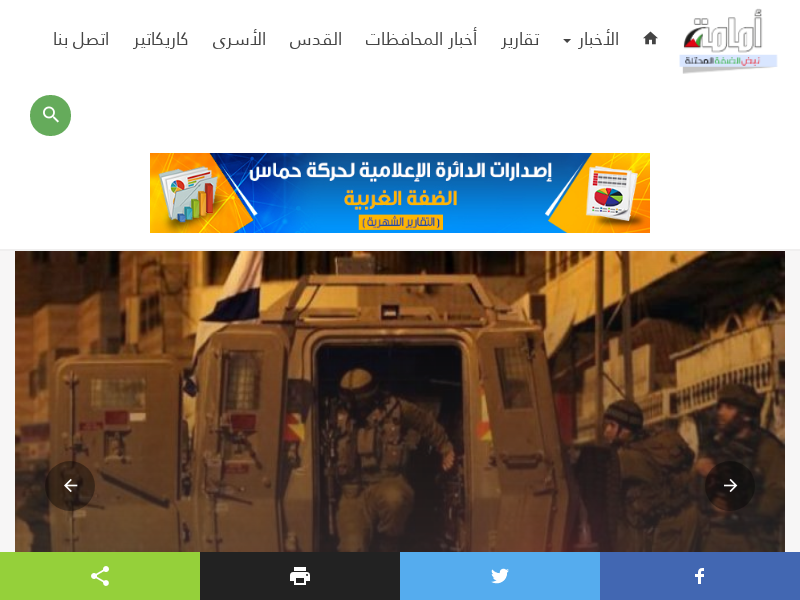 أمامة
نبض الضفة المحتلة
الأخبار
تقارير
أخبار المحافظات
القدس
الأسرى
كاريكاتير
اتصل بنا
إصدارات الدائرة الإعلامية لحركة حماس
الضفة الغربية
(التقارير الشهرية)